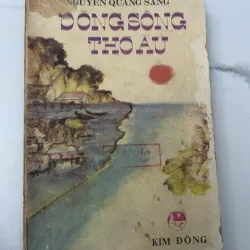 NGUYỄN QUANG SÁNG
DÒNG SÔNG
THƠ ẤU
KIM ĐỒNG